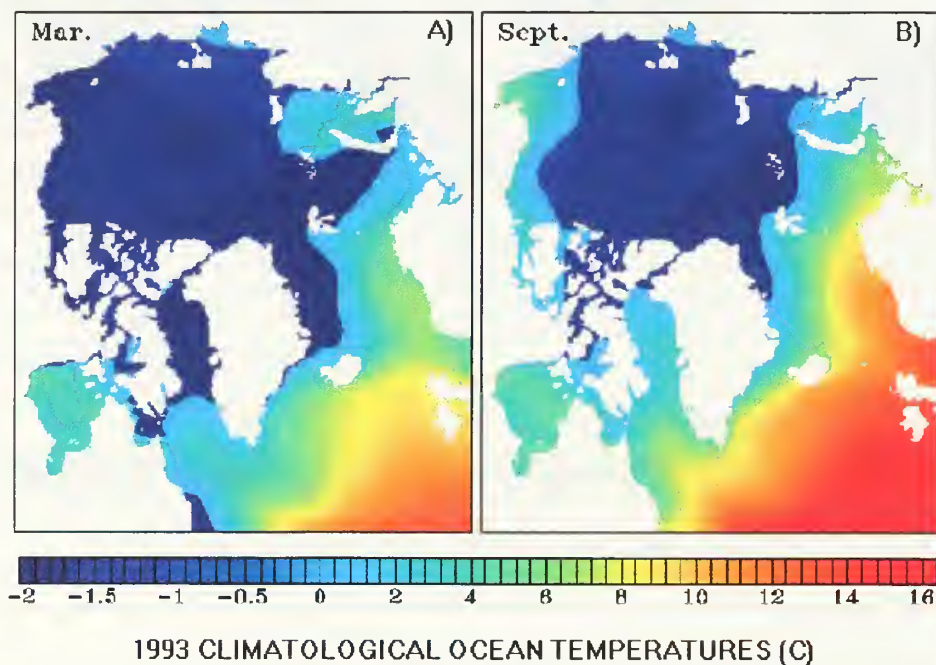 Mar. A)
Sept. B)
-2 -1.5 -1 -0.5 0 2 4 6 8 10 12 14 16
1993 CLIMATOLOGICAL OCEAN TEMPERATURES (C)